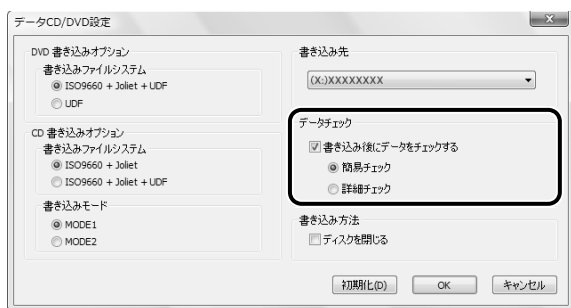 データCD/DVD設定
DVD 書き込みオプション
書き込みファイルシステム
ISO9660 + Joliet + UDF
UDF
CD 書き込みオプション
書き込みファイルシステム
ISO9660 + Joliet
ISO9660 + Joliet + UDF
書き込みモード
MODE1
MODE2
書き込み先
(X:)XXXXXXXX
データチェック
書き込み後にデータをチェックする
簡易チェック
詳細チェック
書き込み方法
ディスクを閉じる
初期化(D)
OK
キャンセル